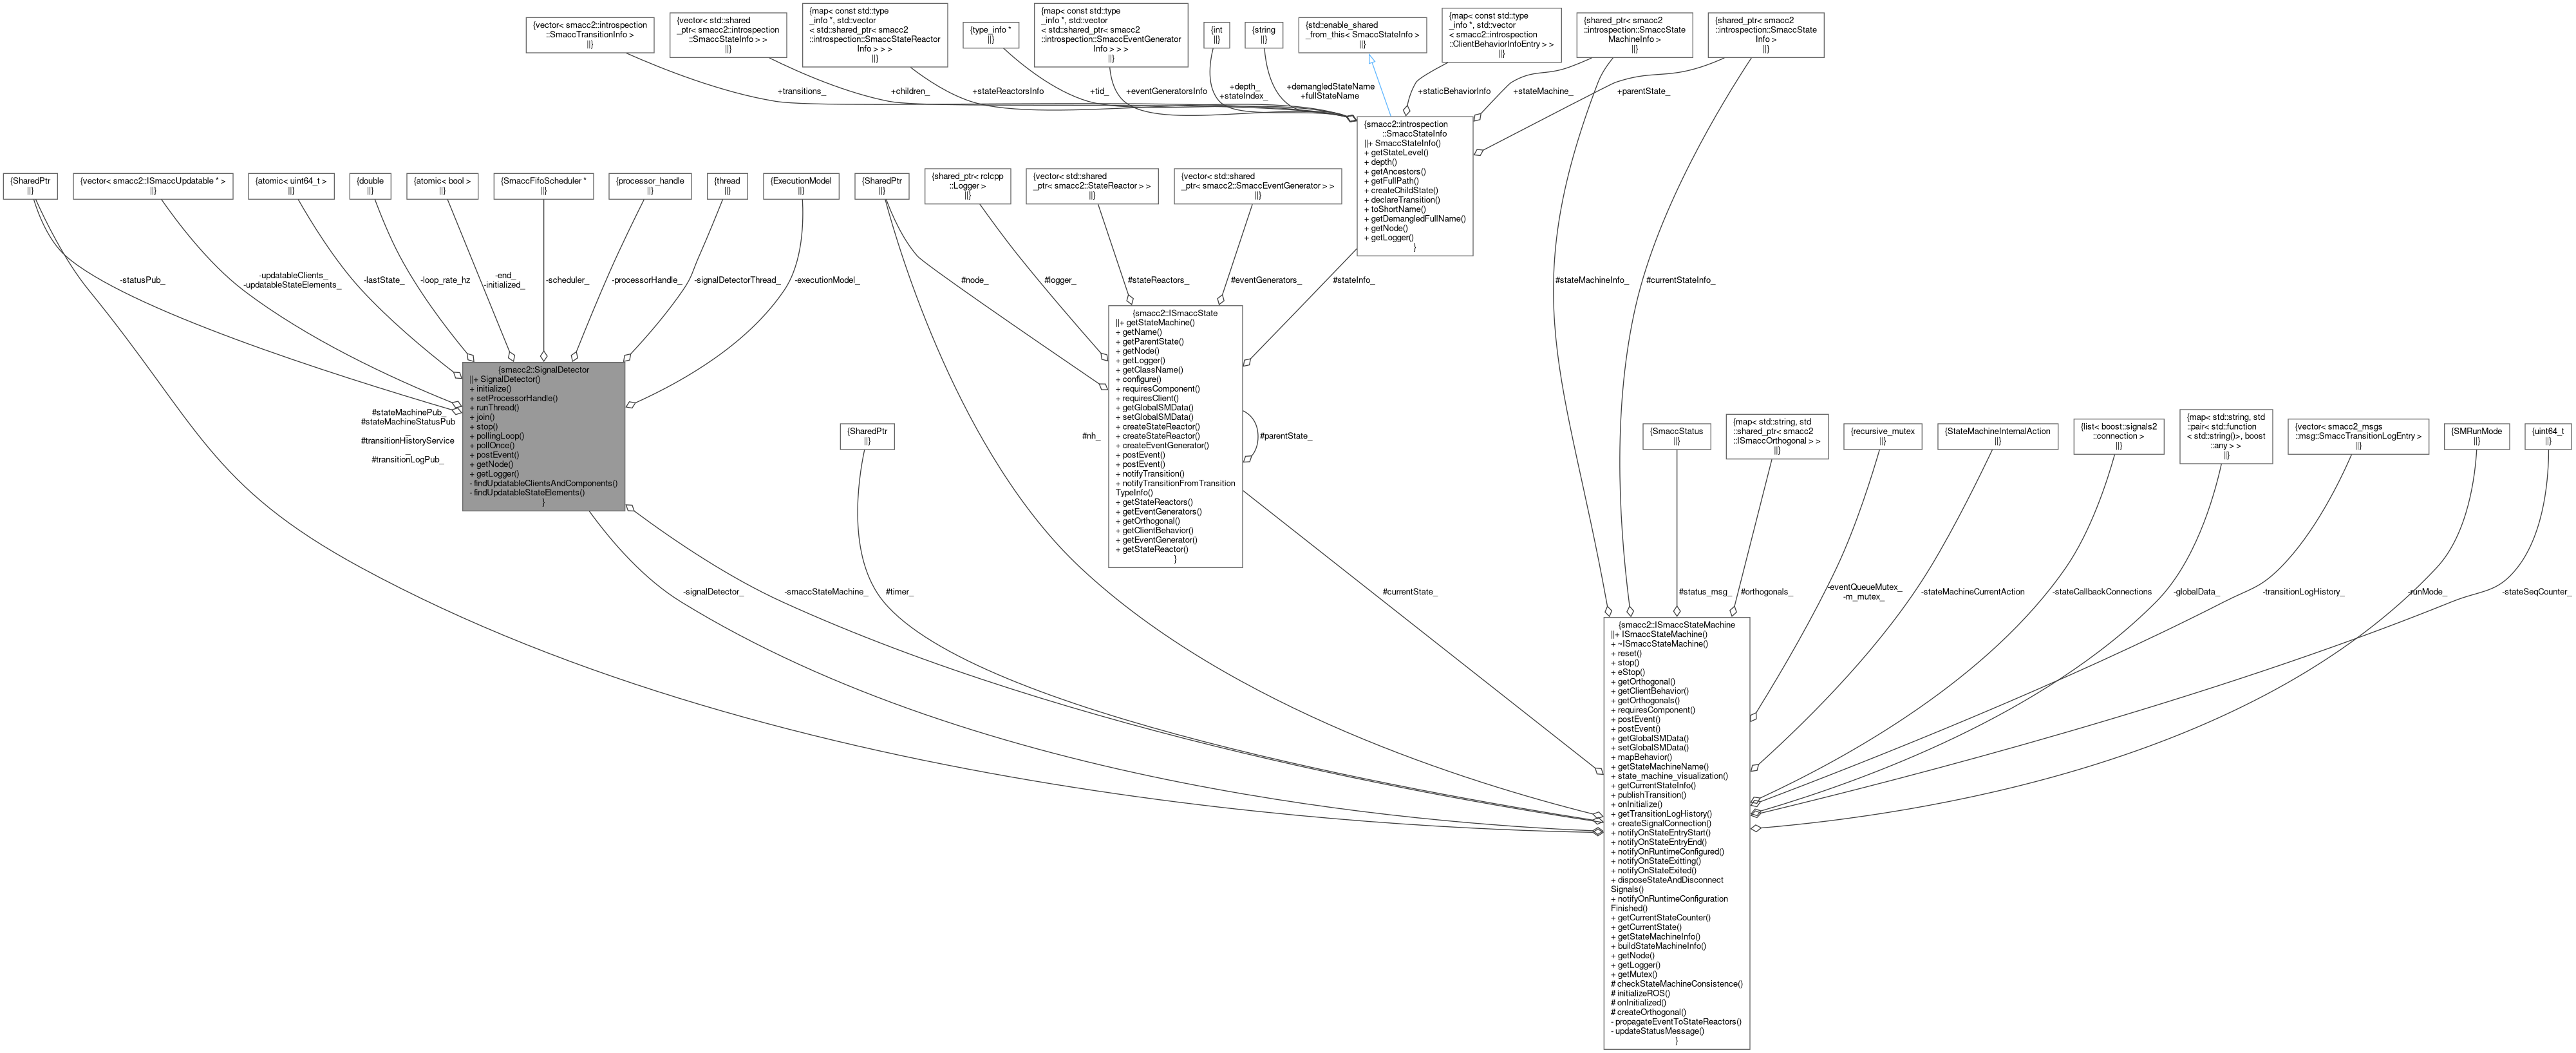 {vector< smacc2::introspection
::SmaccTransitionInfo >
||}
{vector< std::shared
_ptr< smacc2::introspection
::SmaccStateInfo > >
||}
{map< const std::type
_info *, std::vector
< std::shared_ptr< smacc2
::introspection::SmaccStateReactor
Info > > >
||}
{type_info *
||}
{map< const std::type
_info *, std::vector
< std::shared_ptr< smacc2
::introspection::SmaccEventGenerator
Info > > >
||}
{int
||}
{string
||}
{std::enable_shared
_from_this< SmaccStateInfo >
||}
{map< const std::type
_info *, std::vector
< smacc2::introspection
::ClientBehaviorInfoEntry > >
||}
{shared_ptr< smacc2
::introspection::SmaccState
MachineInfo >
||}
{shared_ptr< smacc2
::introspection::SmaccState
Info >
||}
+transitions_
+children_
+stateReactorsInfo
+tid_
+eventGeneratorsInfo
+depth_
+stateIndex_
+demangledStateName
+fullStateName
+staticBehaviorInfo
+stateMachine_
+parentState_
{smacc2::introspection
::SmaccStateInfo
||+ SmaccStateInfo()
+ getStateLevel()
+ depth()
+ getAncestors()
+ getFullPath()
+ createChildState()
+ declareTransition()
+ toShortName()
+ getDemangledFullName()
+ getNode()
+ getLogger()
}
{SharedPtr
||}
{vector< smacc2::ISmaccUpdatable * >
||}
{atomic< uint64_t >
||}
{double
||}
{atomic< bool >
||}
{SmaccFifoScheduler *
||}
{processor_handle
||}
{thread
||}
{ExecutionModel
||}
{SharedPtr
||}
{shared_ptr< rclcpp
::Logger >
||}
{vector< std::shared
_ptr< smacc2::StateReactor > >
||}
{vector< std::shared
_ptr< smacc2::SmaccEventGenerator > >
||}
-statusPub_
-updatableClients_
-updatableStateElements_
-lastState_
-loop_rate_hz
-end_
-initialized_
-scheduler_
-processorHandle_
-signalDetectorThread_
-executionModel_
#node_
#logger_
#stateReactors_
#eventGenerators_
#stateInfo_
#stateMachineInfo_
#currentStateInfo_
{smacc2::SignalDetector
||+ SignalDetector()
+ initialize()
+ setProcessorHandle()
+ runThread()
+ join()
+ stop()
+ pollingLoop()
+ pollOnce()
+ postEvent()
+ getNode()
+ getLogger()
- findUpdatableClientsAndComponents()
- findUpdatableStateElements()
}
#stateMachinePub_
#stateMachineStatusPub
_
#transitionHistoryService
_
#transitionLogPub_
{smacc2::ISmaccState
||+ getStateMachine()
+ getName()
+ getParentState()
+ getNode()
+ getLogger()
+ getClassName()
+ configure()
+ requiresComponent()
+ requiresClient()
+ getGlobalSMData()
+ setGlobalSMData()
+ createStateReactor()
+ createStateReactor()
+ createEventGenerator()
+ postEvent()
+ postEvent()
+ notifyTransition()
+ notifyTransitionFromTransition
TypeInfo()
+ getStateReactors()
+ getEventGenerators()
+ getOrthogonal()
+ getClientBehavior()
+ getEventGenerator()
+ getStateReactor()
}
#nh_
#parentState_
{SharedPtr
||}
{SmaccStatus
||}
{map< std::string, std
::shared_ptr< smacc2
::ISmaccOrthogonal > >
||}
{recursive_mutex
||}
{StateMachineInternalAction
||}
{list< boost::signals2
::connection >
||}
{map< std::string, std
::pair< std::function
< std::string()>, boost
::any > >
||}
{vector< smacc2_msgs
::msg::SmaccTransitionLogEntry >
||}
{SMRunMode
||}
{uint64_t
||}
-signalDetector_
-smaccStateMachine_
#timer_
#currentState_
#status_msg_
#orthogonals_
-eventQueueMutex_
-m_mutex_
-stateMachineCurrentAction
-stateCallbackConnections
-globalData_
-transitionLogHistory_
-runMode_
-stateSeqCounter_
{smacc2::ISmaccStateMachine
||+ ISmaccStateMachine()
+ ~ISmaccStateMachine()
+ reset()
+ stop()
+ eStop()
+ getOrthogonal()
+ getClientBehavior()
+ getOrthogonals()
+ requiresComponent()
+ postEvent()
+ postEvent()
+ getGlobalSMData()
+ setGlobalSMData()
+ mapBehavior()
+ getStateMachineName()
+ state_machine_visualization()
+ getCurrentStateInfo()
+ publishTransition()
+ onInitialize()
+ getTransitionLogHistory()
+ createSignalConnection()
+ notifyOnStateEntryStart()
+ notifyOnStateEntryEnd()
+ notifyOnRuntimeConfigured()
+ notifyOnStateExitting()
+ notifyOnStateExited()
+ disposeStateAndDisconnect
Signals()
+ notifyOnRuntimeConfiguration
Finished()
+ getCurrentStateCounter()
+ getCurrentState()
+ getStateMachineInfo()
+ buildStateMachineInfo()
+ getNode()
+ getLogger()
+ getMutex()
# checkStateMachineConsistence()
# initializeROS()
# onInitialized()
# createOrthogonal()
- propagateEventToStateReactors()
- updateStatusMessage()
}